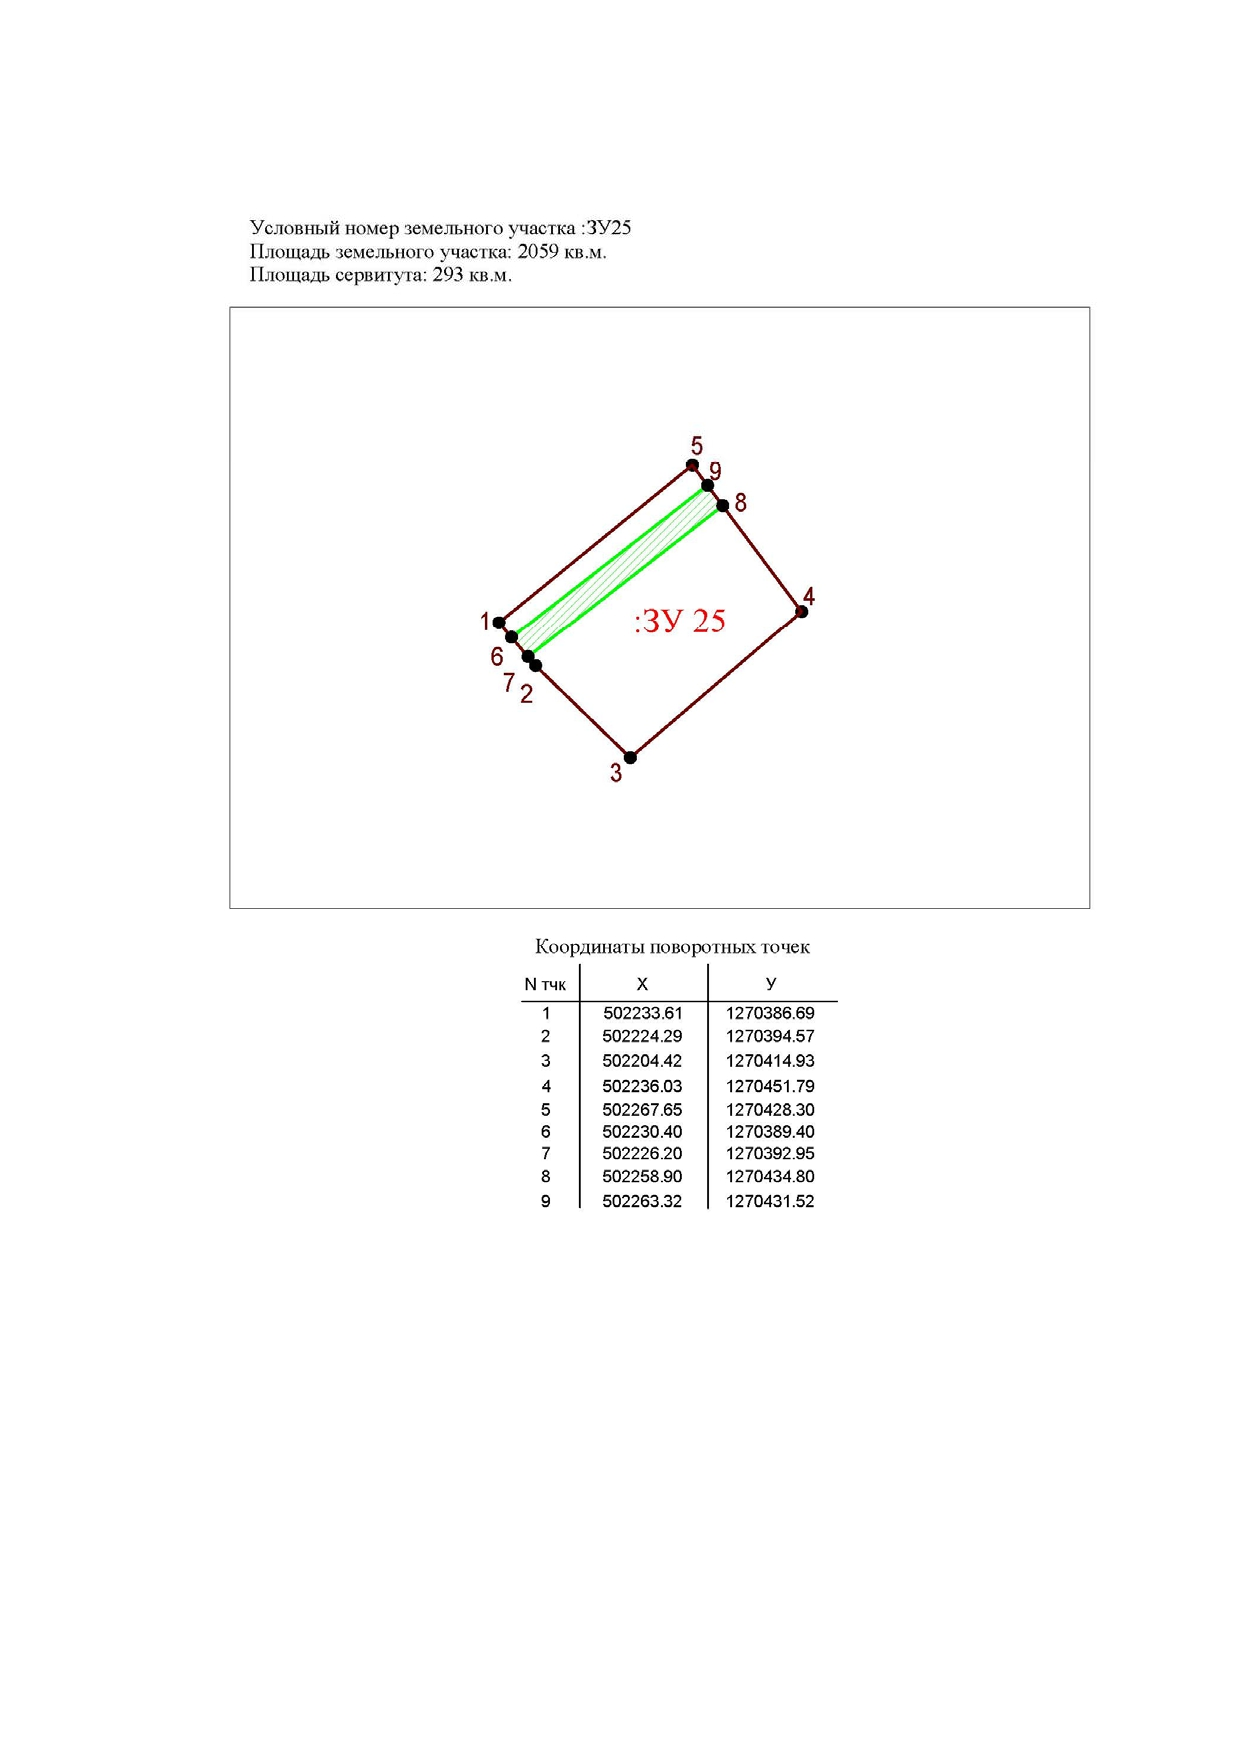 Условный номер земельного участка :ЗУ25
Площадь земельного участка: 2059 кв.м.
Площадь сервитута: 293 кв.м.
5
9
8
4
1
:ЗУ 25
6
7
2
3
Координаты поворотных точек
N тчк X У
1 502233.61 1270386.69
2 502224.29 1270394.57
3 502204.42 1270414.93
4 502236.03 1270451.79
5 502267.65 1270428.30
6 502230.40 1270389.40
7 502226.20 1270392.95
8 502258.90 1270434.80
9 502263.32 1270431.52